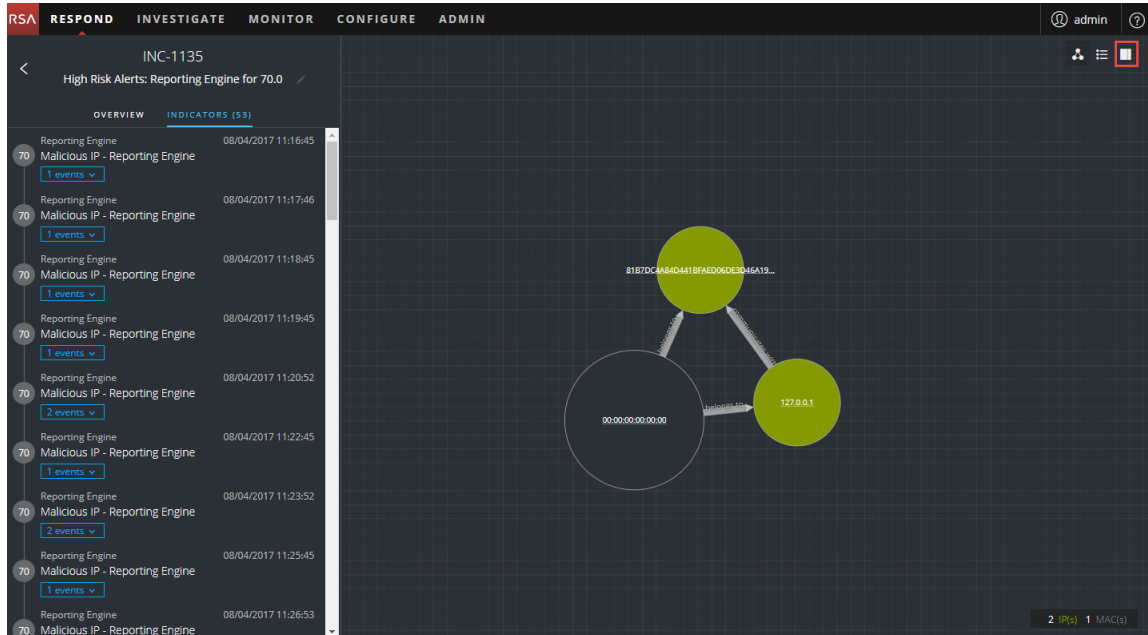 RSA RESPOND INVESTIGATE MONITOR CONFIGURE ADMIN admin ?
INC-1135
High Risk Alerts: Reporting Engine for 70.0
OVERVIEW INDICATORS (53)
Reporting Engine 08/04/2017 11:16:45
70 Malicious IP - Reporting Engine
1 events
Reporting Engine 08/04/2017 11:17:46
70 Malicious IP - Reporting Engine
1 events
Reporting Engine 08/04/2017 11:18:45
70 Malicious IP - Reporting Engine
1 events
Reporting Engine 08/04/2017 11:19:45
70 Malicious IP - Reporting Engine
1 events
Reporting Engine 08/04/2017 11:20:52
70 Malicious IP - Reporting Engine
2 events
Reporting Engine 08/04/2017 11:22:45
70 Malicious IP - Reporting Engine
1 events
Reporting Engine 08/04/2017 11:23:52
70 Malicious IP - Reporting Engine
2 events
Reporting Engine 08/04/2017 11:25:45
70 Malicious IP - Reporting Engine
1 events
Reporting Engine 08/04/2017 11:26:53
70 Malicious IP - Reporting Engine
81B7DC4A84D441BFAED06DE3D46A19...
belongs to
communicates with
127.0.0.1
belongs to
00:00:00:00:00:00
2 IP(s) 1 MAC(s)